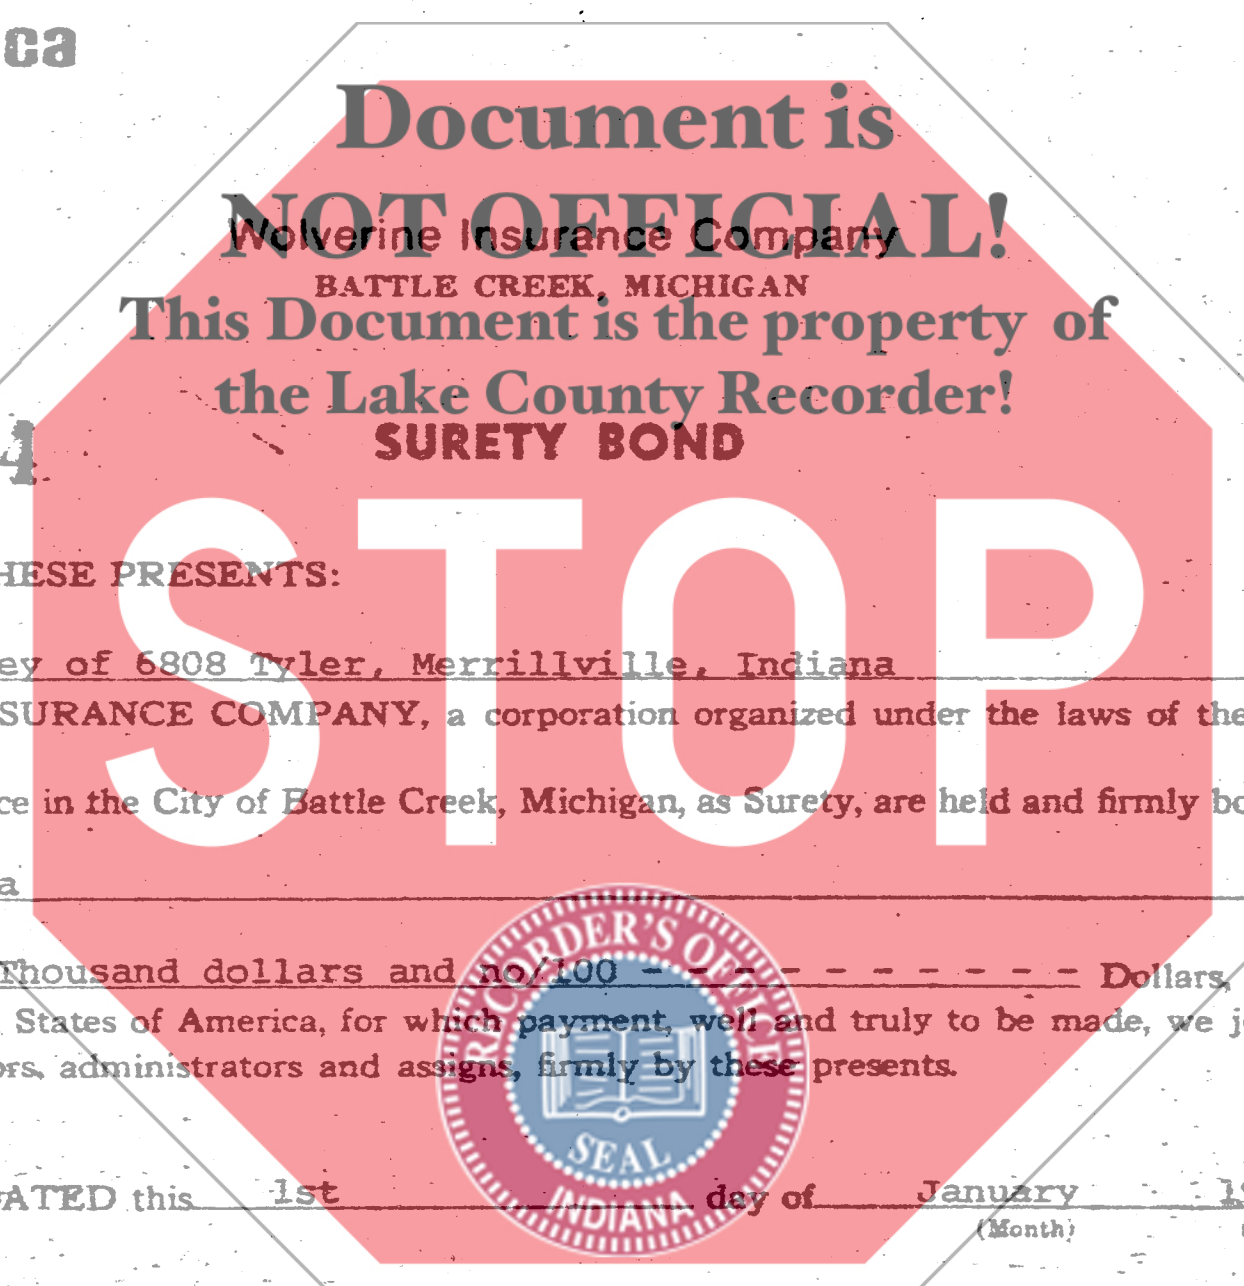 ca
Document is
NOT OFFICIAL!
Wolverine Insurance Company
BATTLE CREEK, MICHIGAN
This Document is the property of
the Lake County Recorder!
4
SURETY BOND
STOP
HESE PRESENTS:
ey of 6808 Tyler, Merrillville, Indiana
SURANCE COMPANY, a corporation organized under the laws of the
ce in the City of Battle Creek, Michigan, as Surety, are held and firmly bo
a
Thousand dollars and no/100 - - - - - - - - - - - Dollars,
States of America, for which payment, well and truly to be made, we jo
ors, administrators and assigns, firmly by these presents.
RECORDER'S OFFICE
SEAL
INDIANA
ATED this 1st day of January 19
(Month)